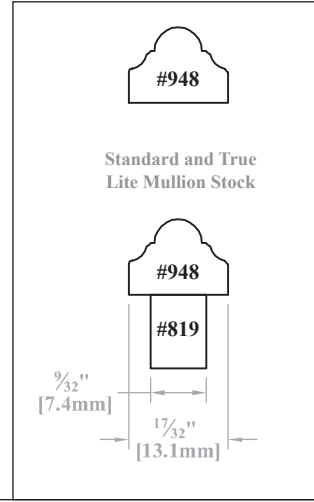 #948
Standard and True
Lite Mullion Stock
#948
#819
9/32"
[7.4mm]
17/32"
[13.1mm]